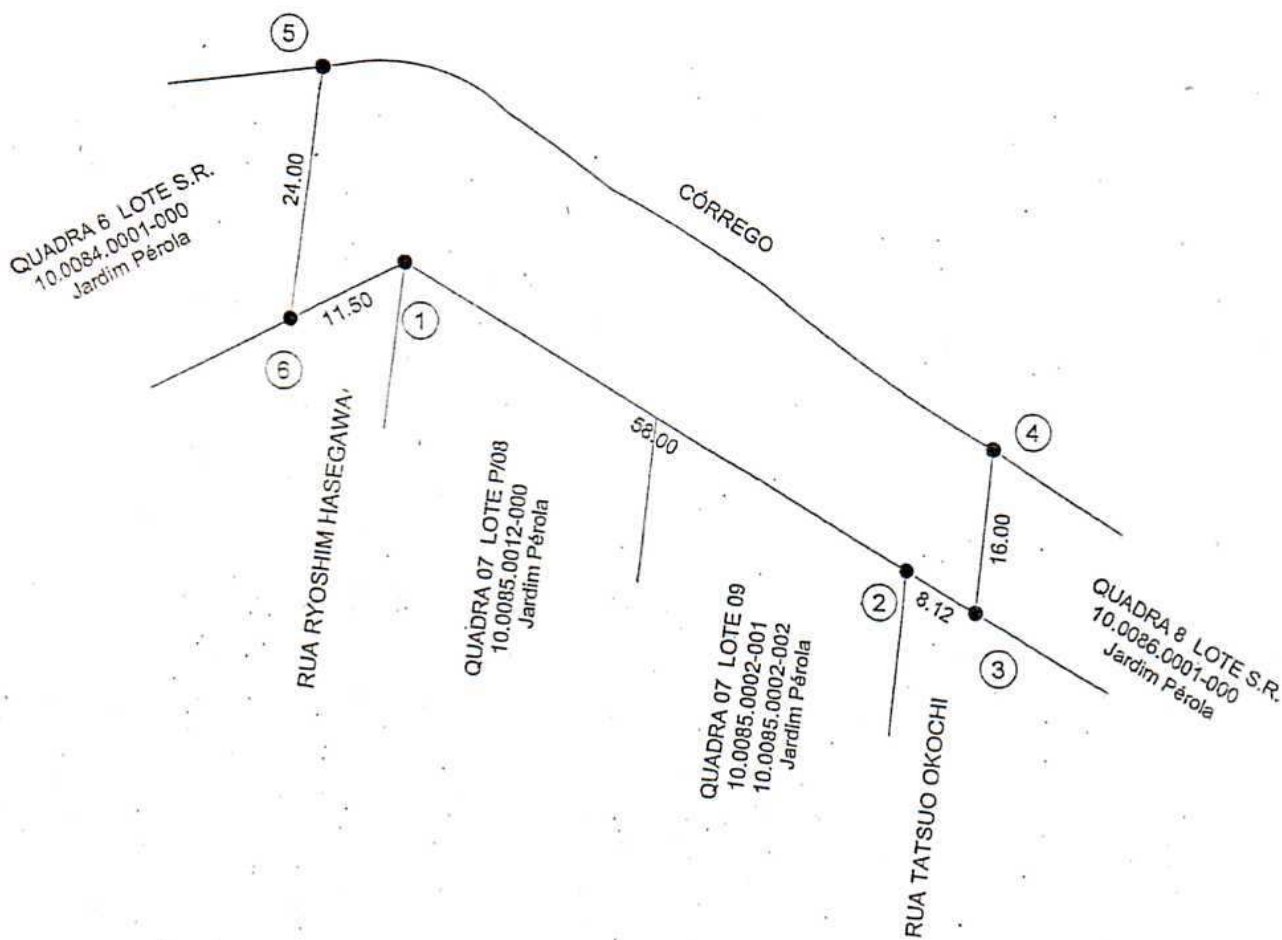 5
24.00
QUADRA 6 LOTE S.R.
10.0084.0001-000
Jardim Pérola
CÓRREGO
11.50
1
6
58.00
4
RUA RYOSHIM HASEGAWA
QUADRA 07 LOTE P/08
10.0085.0012-000
Jardim Pérola
16.00
2
8.12
3
QUADRA 8 LOTE S.R.
10.0086.0001-000
Jardim Pérola
QUADRA 07 LOTE 09
10.0085.0002-001
10.0085.0002-002
Jardim Pérola
RUA TATSUO OKOCHI